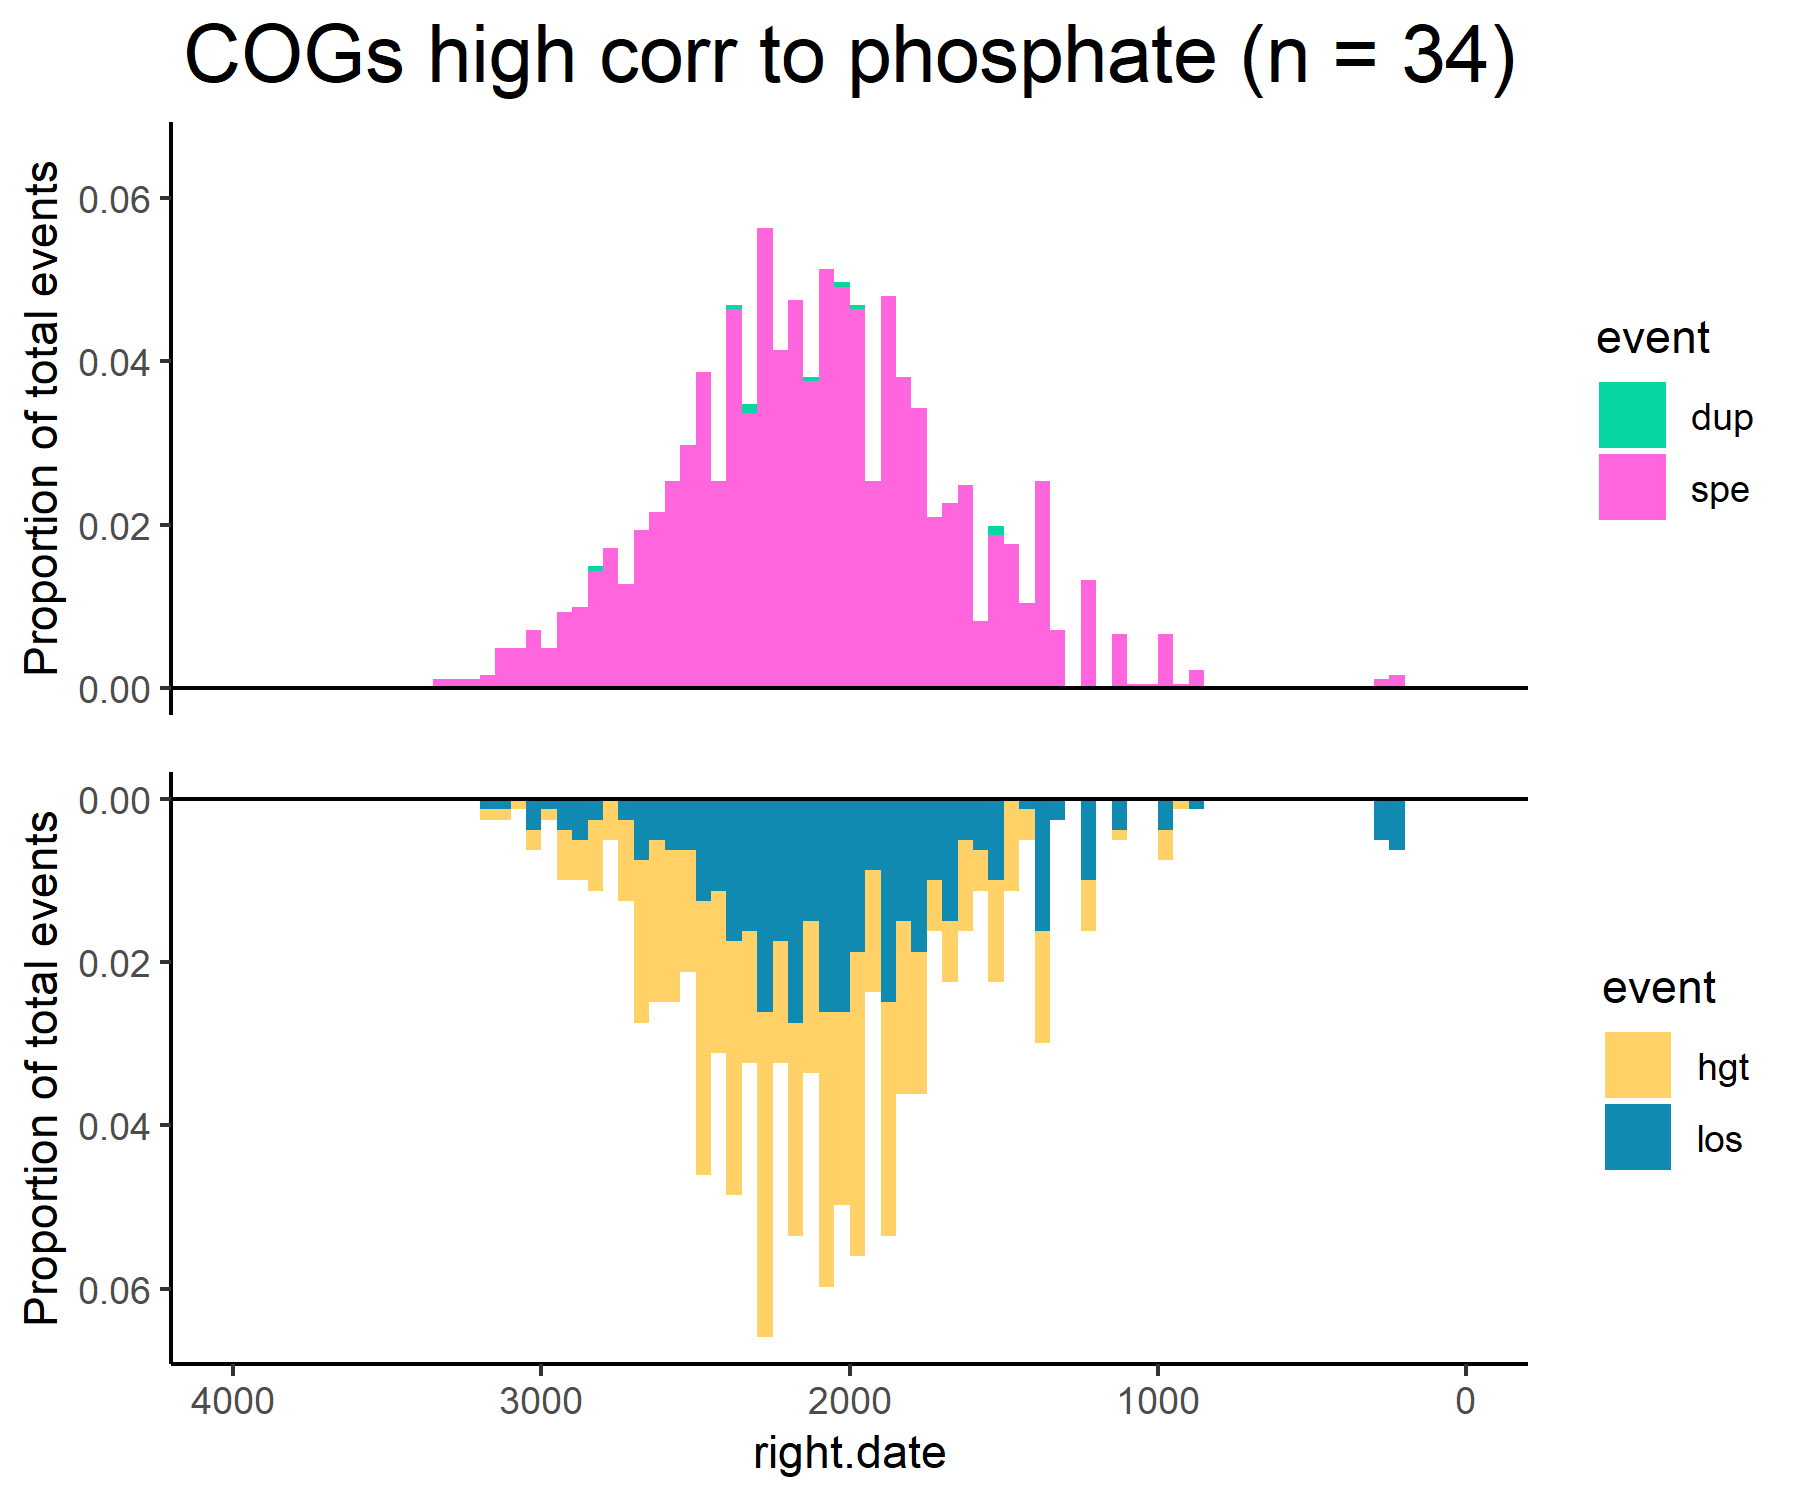 COGs high corr to phosphate (n = 34)
Proportion of total events
0.06
0.04
0.02
0.00
event
dup
spe
Proportion of total events
0.00
0.02
0.04
0.06
event
hgt
los
4000 3000 2000 1000 0
right.date